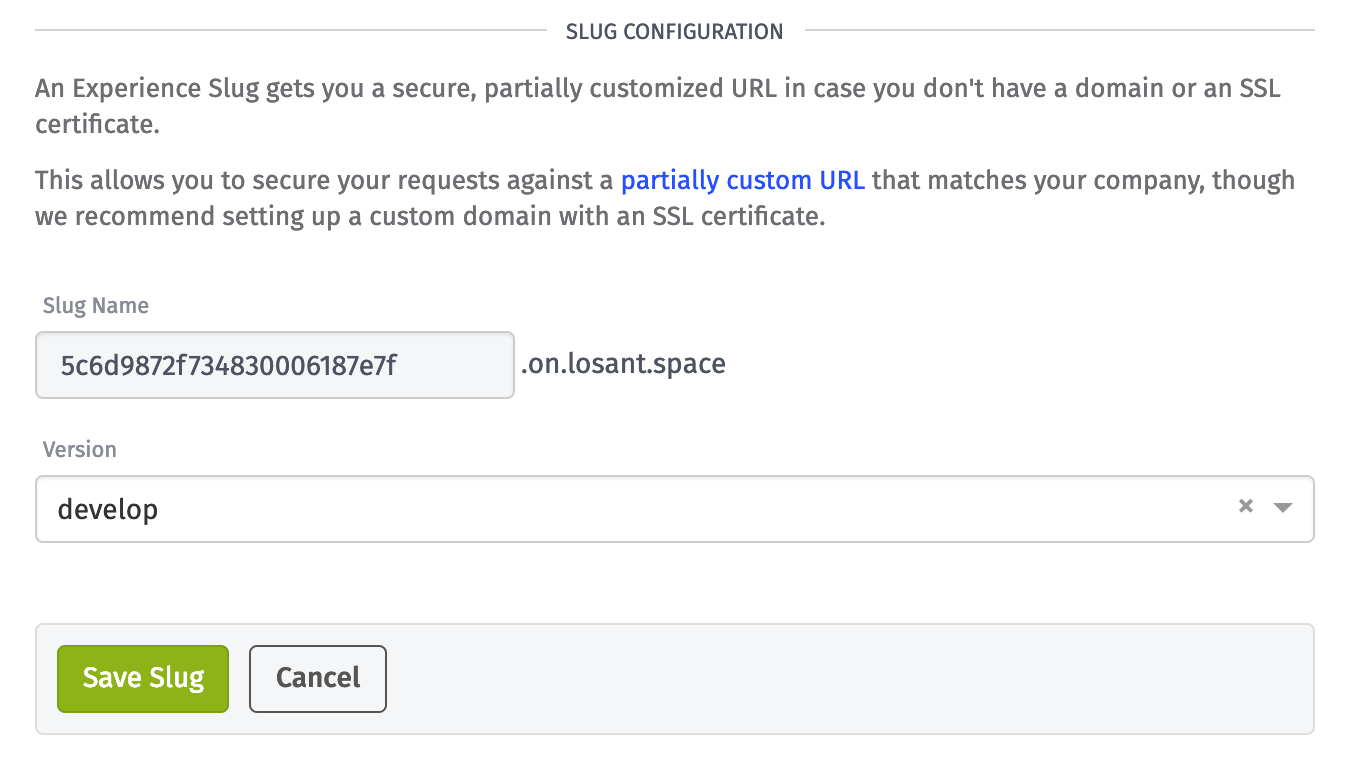 SLUG CONFIGURATION
An Experience Slug gets you a secure, partially customized URL in case you don't have a domain or an SSL
certificate.
This allows you to secure your requests against a partially custom URL that matches your company, though
we recommend setting up a custom domain with an SSL certificate.
Slug Name
5c6d9872f734830006187e7f .on.losant.space
Version
develop
Save Slug Cancel